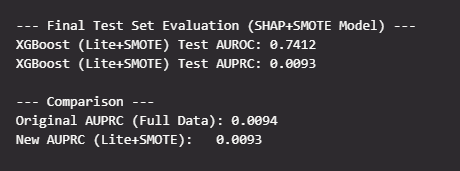 --- Final Test Set Evaluation (SHAP+SMOTE Model) ---
XGBoost (Lite+SMOTE) Test AUROC: 0.7412
XGBoost (Lite+SMOTE) Test AUPRC: 0.0093
--- Comparison ---
Original AUPRC (Full Data): 0.0094
New AUPRC (Lite+SMOTE):   0.0093